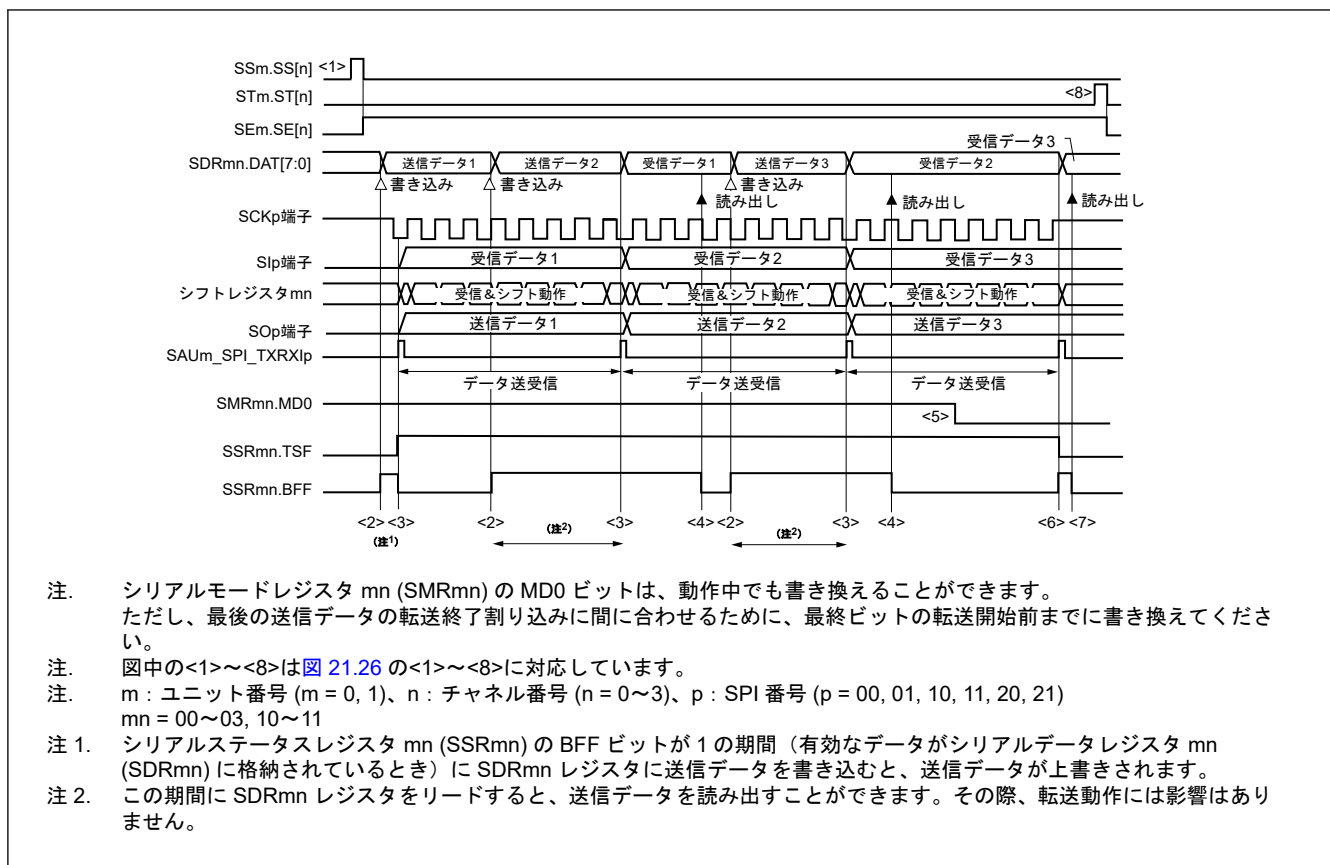 SSm.SS[n] <1>
STm.ST[n] <8>
SEm.SE[n]
受信データ3
SDRmn.DAT[7:0] 送信データ1 送信データ2 受信データ1 送信データ3 受信データ2
書き込み 書き込み 書き込み
読み出し 読み出し 読み出し
SCKp端子
SIp端子 受信データ1 受信データ2 受信データ3
シフトレジスタmn 受信&シフト動作 受信&シフト動作 受信&シフト動作
SOp端子 送信データ1 送信データ2 送信データ3
SAUm_SPI_TXRXIp
データ送受信 データ送受信 データ送受信
SMRmn.MD0
<5>
SSRmn.TSF
SSRmn.BFF
<2> <3> <2> (注2) <3> <4> <2> (注2) <3> <4> <6> <7>
(注1)
注. シリアルモードレジスタ mn (SMRmn) の MD0 ビットは、動作中でも書き換えることができます。
ただし、最後の送信データの転送終了割り込みに間に合わせるために、最終ビットの転送開始前までに書き換えてくださ
い。
注. 図中の<1>～<8>は図 21.26 の<1>～<8>に対応しています。
注. m：ユニット番号 (m = 0, 1)、n：チャネル番号 (n = 0～3)、p：SPI 番号 (p = 00, 01, 10, 11, 20, 21)
mn = 00～03, 10～11
注 1. シリアルステータスレジスタ mn (SSRmn) の BFF ビットが 1 の期間（有効なデータがシリアルデータレジスタ mn
(SDRmn) に格納されているとき）に SDRmn レジスタに送信データを書き込むと、送信データが上書きされます。
注 2. この期間に SDRmn レジスタをリードすると、送信データを読み出すことができます。その際、転送動作には影響はあり
ません。